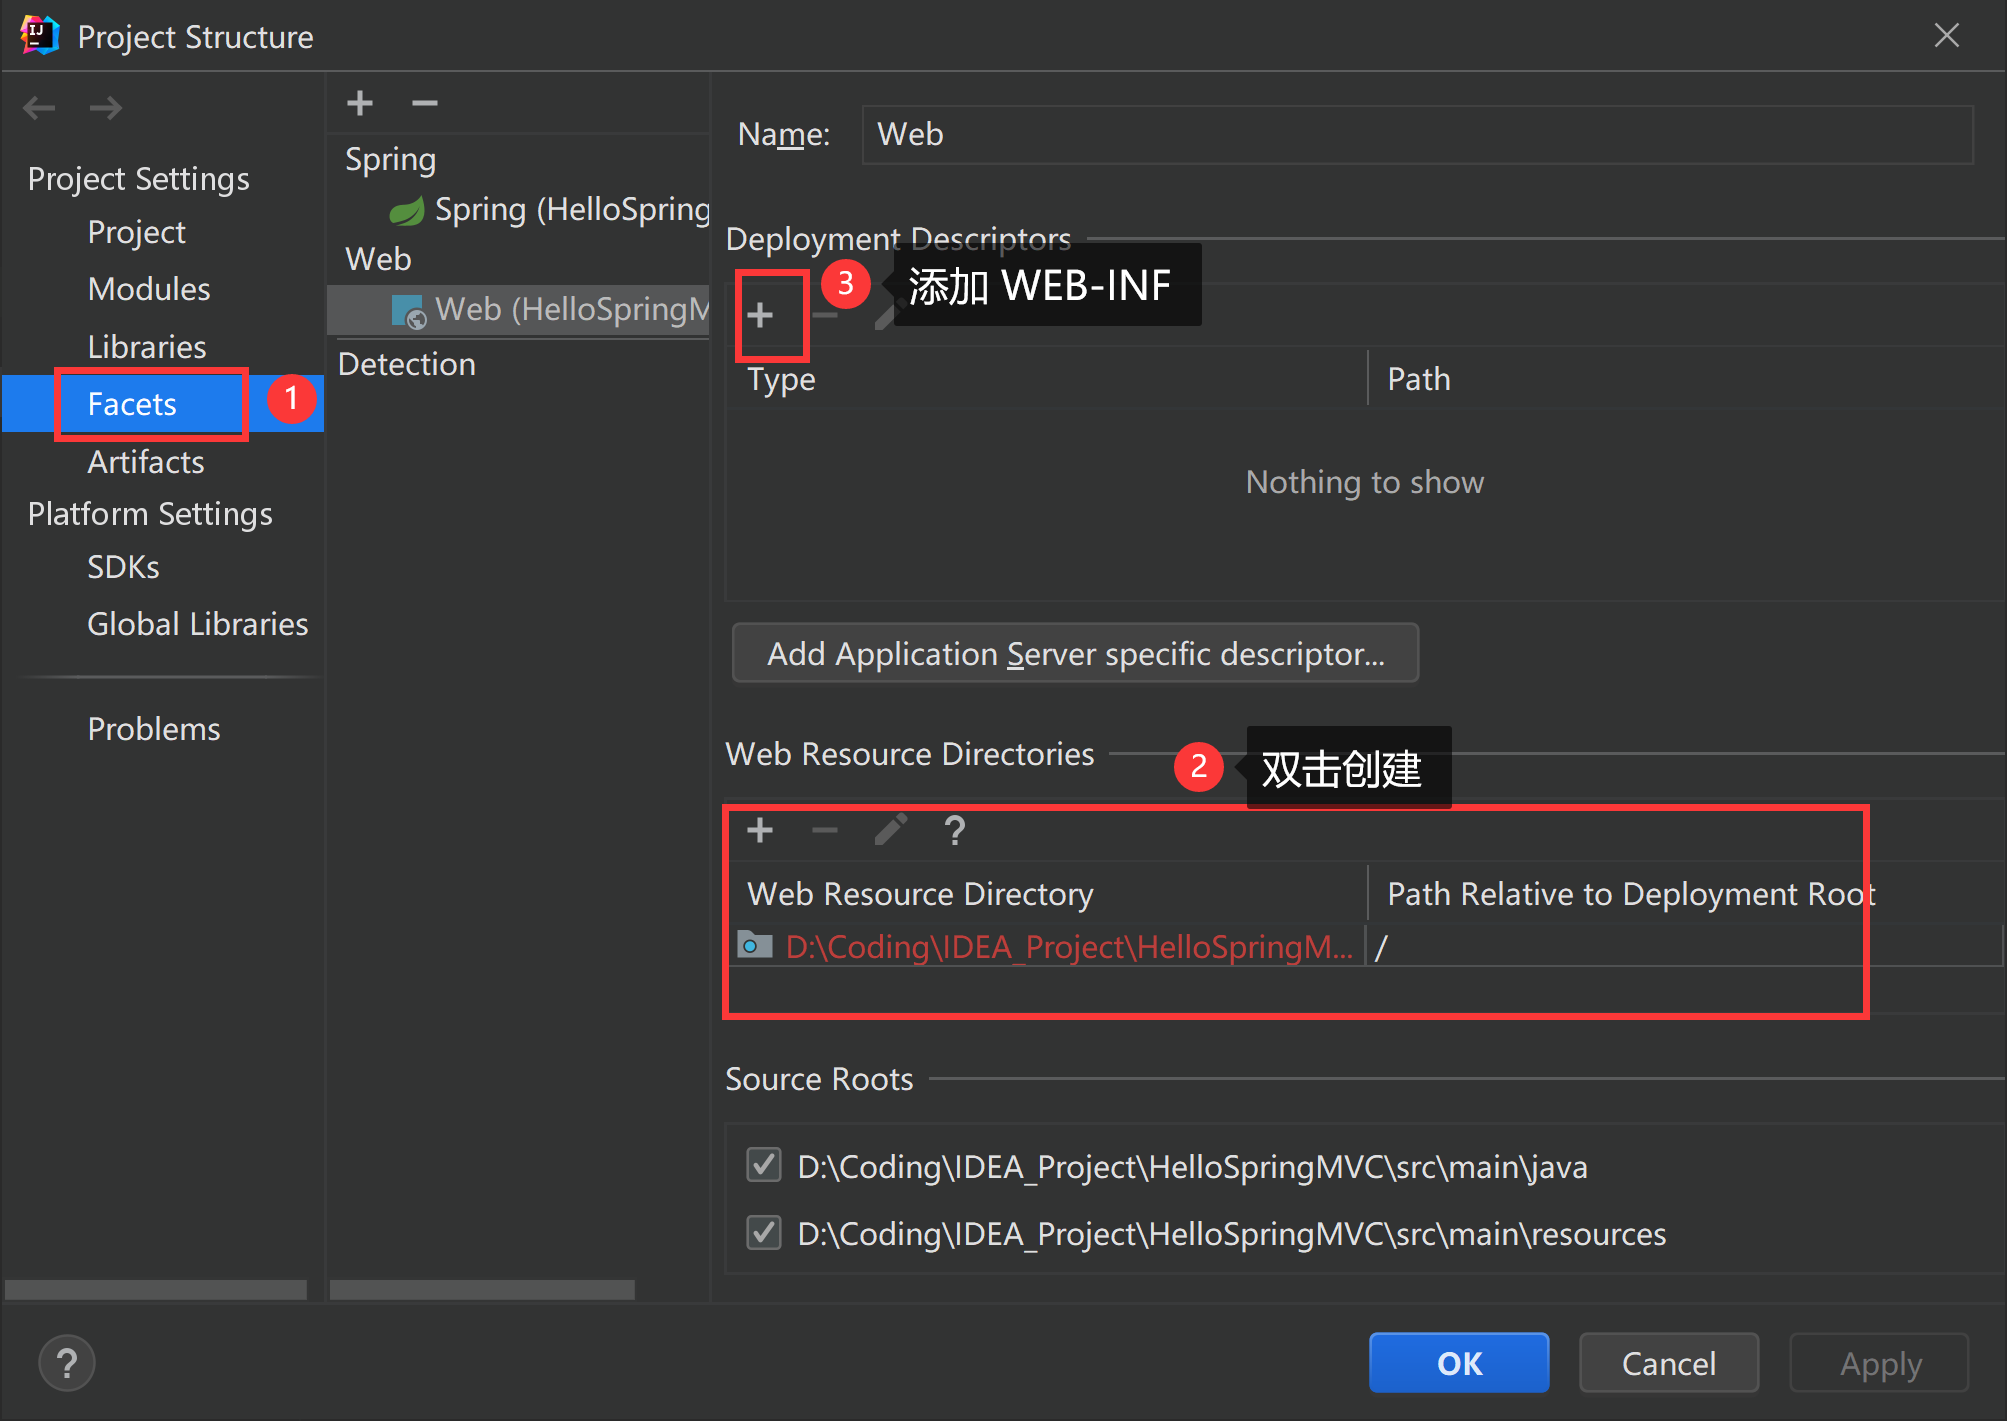 Project Structure
Project Settings
Project
Modules
Libraries
Facets
1
Artifacts
Platform Settings
SDKs
Global Libraries
Problems
Spring
Spring (HelloSpring
Web
Web (HelloSpringM
Detection
Name: Web
Deployment Descriptors
3 添加 WEB-INF
Type Path
Nothing to show
Add Application Server specific descriptor...
Web Resource Directories
2 双击创建
Web Resource Directory Path Relative to Deployment Root
D:\Coding\IDEA_Project\HelloSpringM... /
Source Roots
D:\Coding\IDEA_Project\HelloSpringMVC\src\main\java
D:\Coding\IDEA_Project\HelloSpringMVC\src\main\resources
OK Cancel Apply